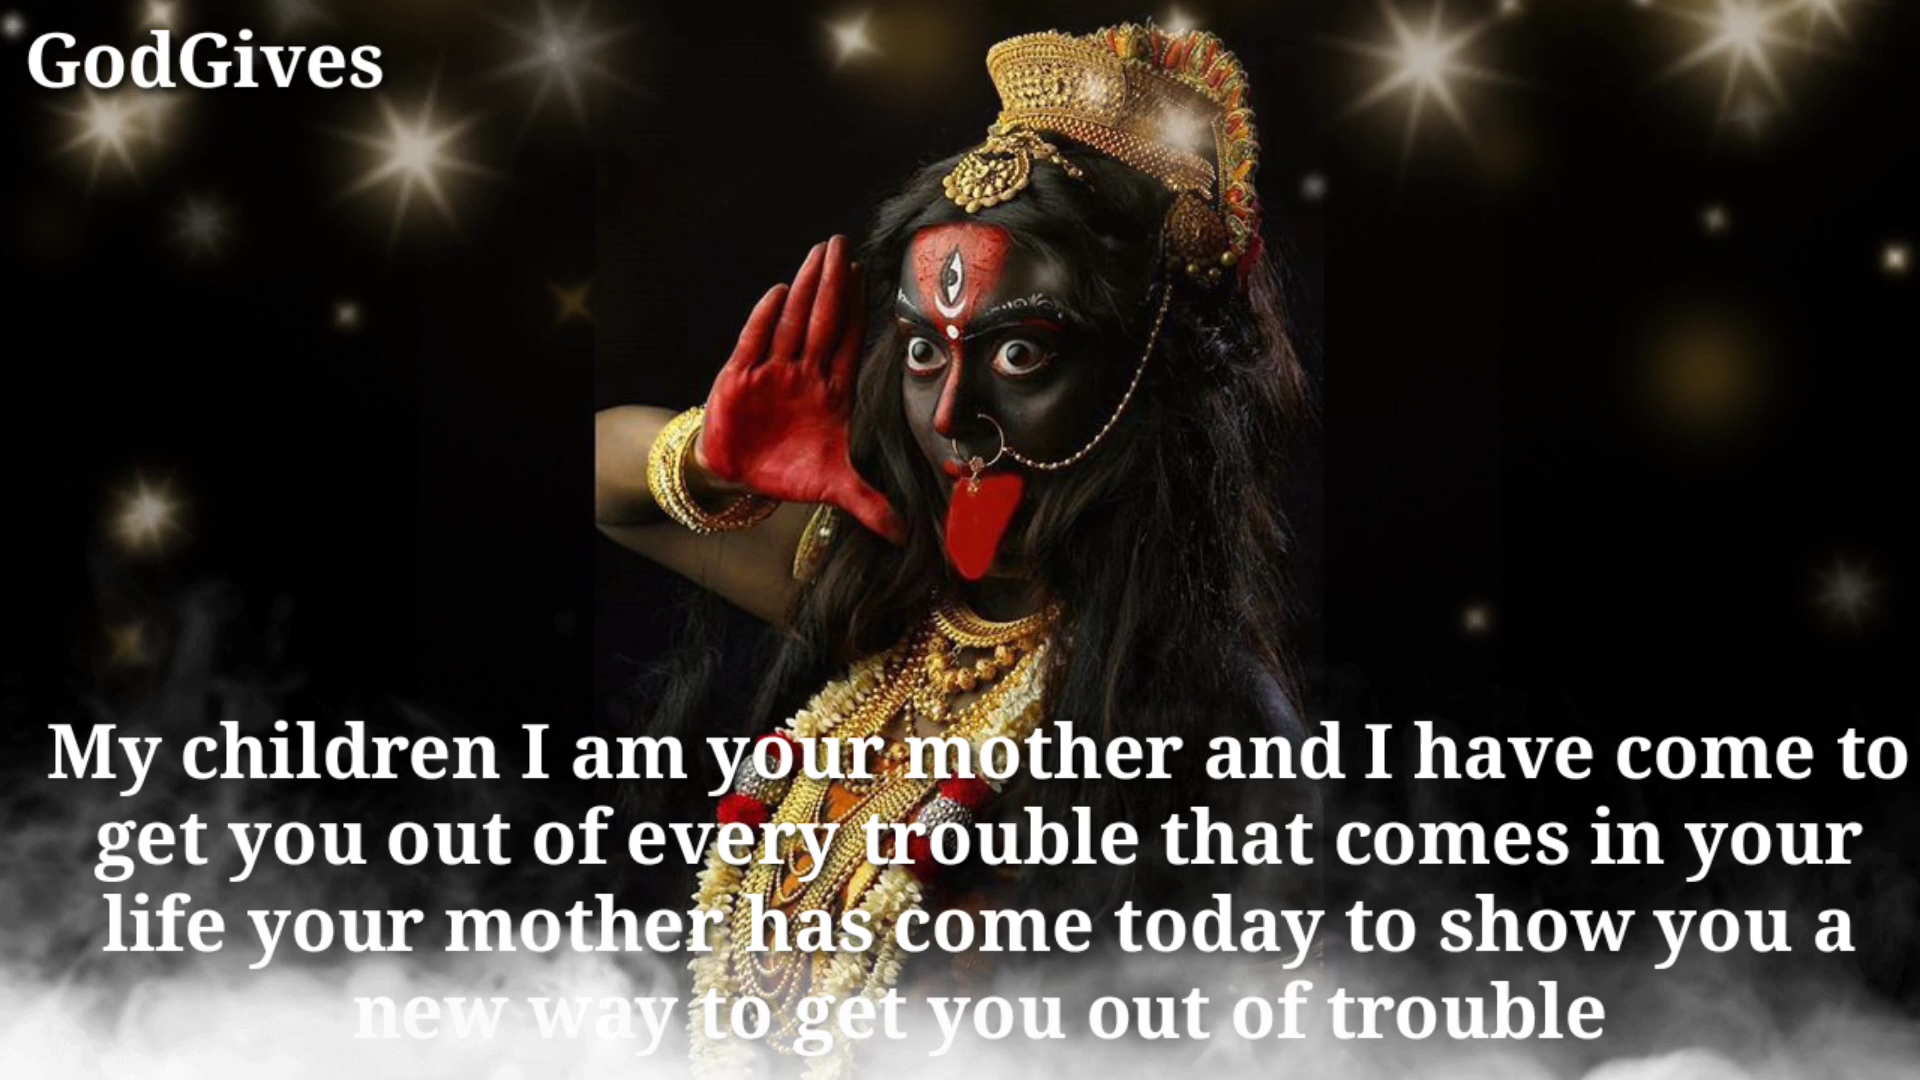 GodGives
My children I am your mother and I have come to
get you out of every trouble that comes in your
life your mother has come today to show you a
new way to get you out of trouble